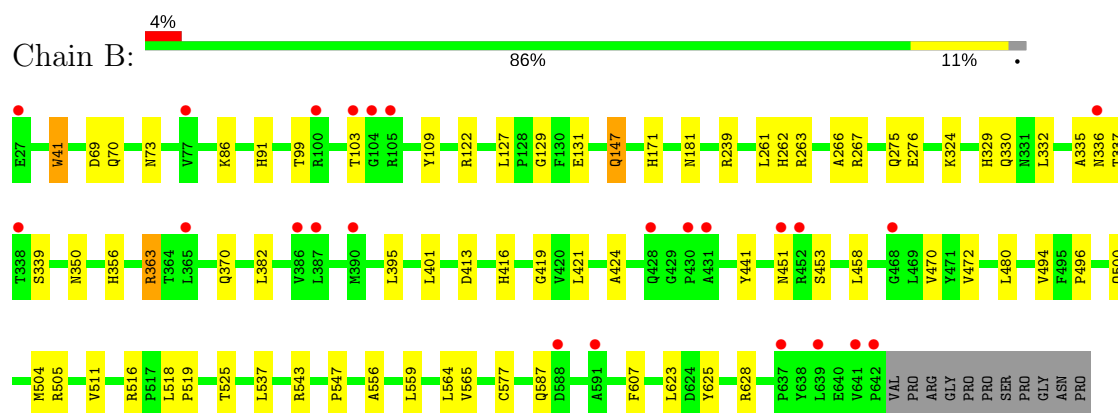 4%
Chain B:
86% 11% •
E27 W41 D69 Q70 N73 V77 K86 H91 T99 R100 T103 G104 R105 Y109 R122 L127 P128 G129 F130 E131 Q147 H171 N181 R239 L261 H262 R263 A266 R267 Q275 E276 K324 H329 Q330 N331 L332 A335 N336 T337
T338 S339 N350 H356 R363 T364 L365 Q370 L382 V386 L387 M390 L395 L401 D413 H416 G419 V420 L421 A424 Q428 G429 P430 A431 Y441 N451 R452 S453 L458 G468 L469 V470 Y471 V472 L480 V494 F495 P496 Q500
M504 R505 V511 R516 P517 L518 P519 T525 L537 R543 P547 A556 L559 L564 V565 C577 Q587 D588 A591 F607 L623 D624 Y625 R628 P637 Y638 L639 E640 V641 P642 VAL PRO ARG GLY PRO PRO SER PRO GLY ASN PRO